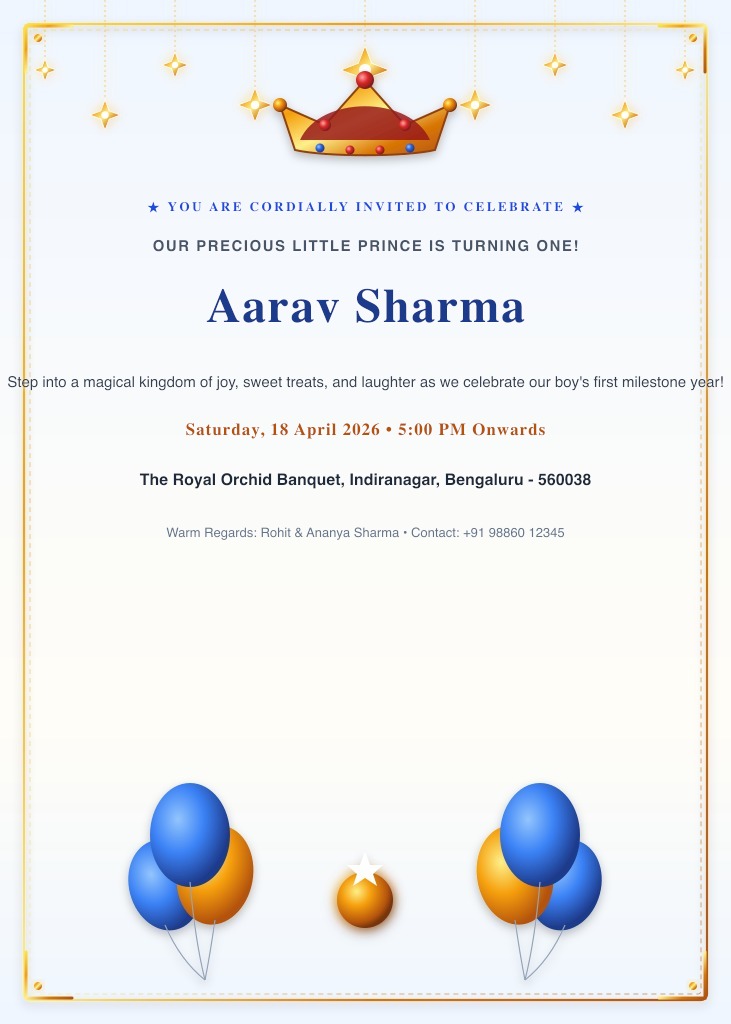 ★ YOU ARE CORDIALLY INVITED TO CELEBRATE ★
OUR PRECIOUS LITTLE PRINCE IS TURNING ONE!
Aarav Sharma
Step into a magical kingdom of joy, sweet treats, and laughter as we celebrate our boy's first milestone year!
Saturday, 18 April 2026 • 5:00 PM Onwards
The Royal Orchid Banquet, Indiranagar, Bengaluru - 560038
Warm Regards: Rohit & Ananya Sharma • Contact: +91 98860 12345